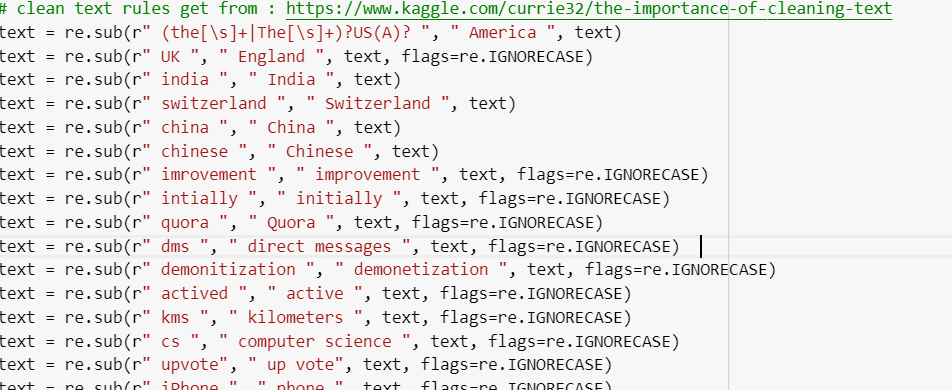 # clean text rules get from : https://www.kaggle.com/currie32/the-importance-of-cleaning-text
text = re.sub(r" (the[\s]+|The[\s]+)?US(A)? ", " America ", text)
text = re.sub(r" UK ", " England ", text, flags=re.IGNORECASE)
text = re.sub(r" india ", " India ", text)
text = re.sub(r" switzerland ", " Switzerland ", text)
text = re.sub(r" china ", " China ", text)
text = re.sub(r" chinese ", " Chinese ", text)
text = re.sub(r" imrovement ", " improvement ", text, flags=re.IGNORECASE)
text = re.sub(r" intially ", " initially ", text, flags=re.IGNORECASE)
text = re.sub(r" quora ", " Quora ", text, flags=re.IGNORECASE)
text = re.sub(r" dms ", " direct messages ", text, flags=re.IGNORECASE)
text = re.sub(r" demonitization ", " demonetization ", text, flags=re.IGNORECASE)
text = re.sub(r" actived ", " active ", text, flags=re.IGNORECASE)
text = re.sub(r" kms ", " kilometers ", text, flags=re.IGNORECASE)
text = re.sub(r" cs ", " computer science ", text, flags=re.IGNORECASE)
text = re.sub(r" upvote", " up vote", text, flags=re.IGNORECASE)
text = re.sub(r" iPhone ", " phone ", text, flags=re.IGNORECASE)